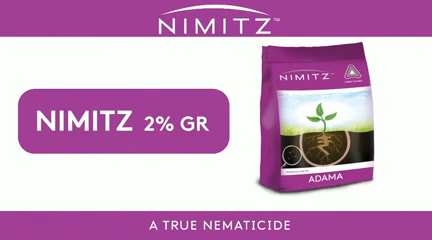 NIMITZ™
NIMITZ 2% GR
NIMITZ
ADAMA
A TRUE NEMATICIDE